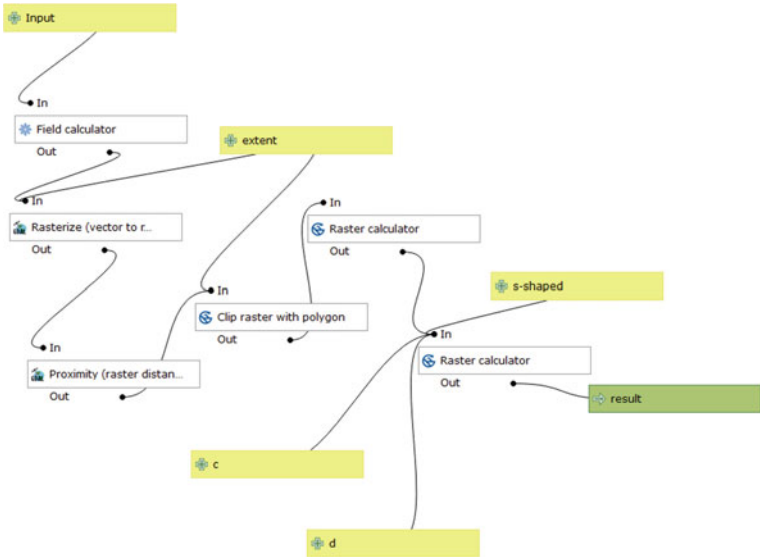 Input
In
Field calculator
Out
extent
In
Rasterize (vector to r...
Out
In
Raster calculator
Out
In
Clip raster with polygon
Out
s-shaped
In
Raster calculator
Out
In
Proximity (raster distan...
Out
result
c
d